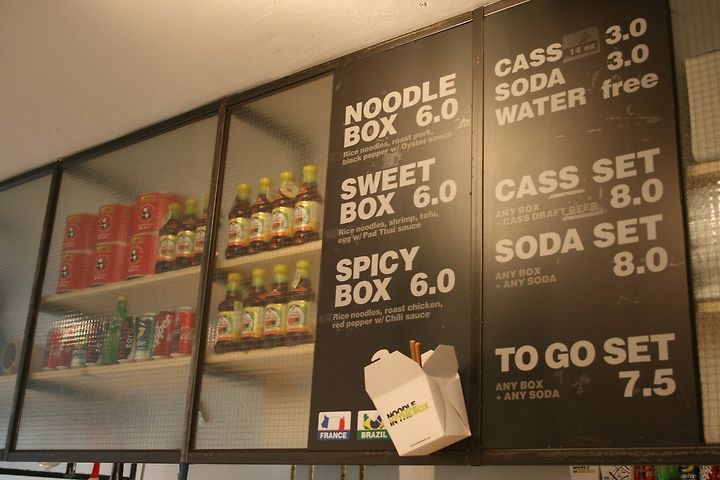 NOODLE
BOX 6.0
Rice noodles, roast pork,
black pepper w/ Oyster sauce
SWEET
BOX 6.0
Rice noodles, shrimp, tofu,
egg w/ Pad Thai sauce
SPICY
BOX 6.0
Rice noodles, roast chicken,
red pepper w/ Chili sauce
FRANCE
BRAZIL
NOODLE
IN THE BOX
CASS 14 oz 3.0
SODA 3.0
WATER free
CASS SET
ANY BOX
+ CASS DRAFT BEER
8.0
SODA SET
ANY BOX
+ ANY SODA
8.0
TO GO SET
ANY BOX
+ ANY SODA
7.5